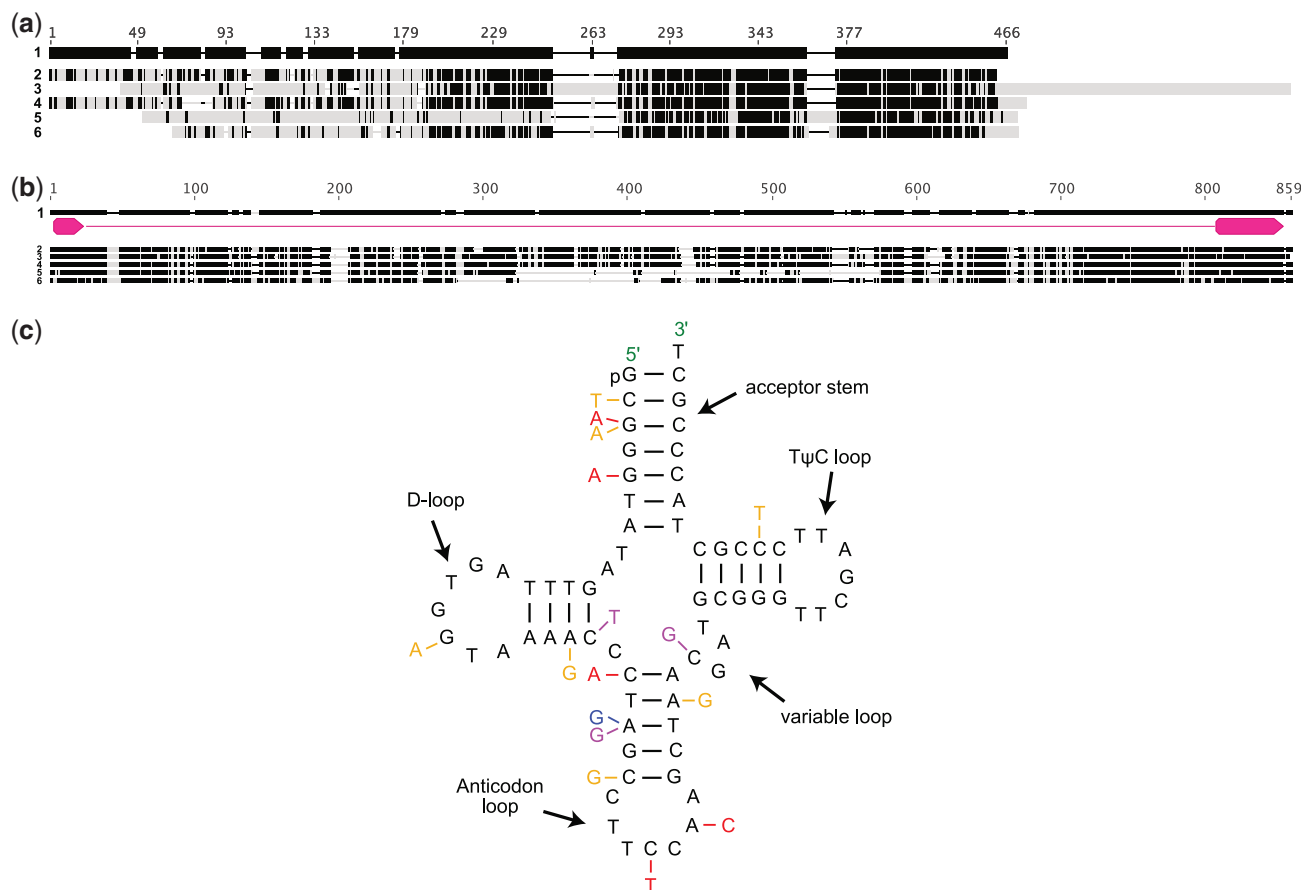 (a)
1 49 93 133 179 229 263 293 343 377 466
1
2
3
4
5
6
(b)
1 100 200 300 400 500 600 700 800 859
1
2
3
4
5
6
(c)
3'
5' T
pG C
T C G
A
A G C
G C
A G C
T A
A T
acceptor stem
TψC loop
T
C G C C C T T A
G
C
G C G G G T T
D-loop
T G A T T T G A T
G
A G T A A A A C T
G
C
T A
G C G
variable loop
A C A
T A G
G
G A T
G C
G C G
Anticodon
loop
C A
T A C
T C C
T